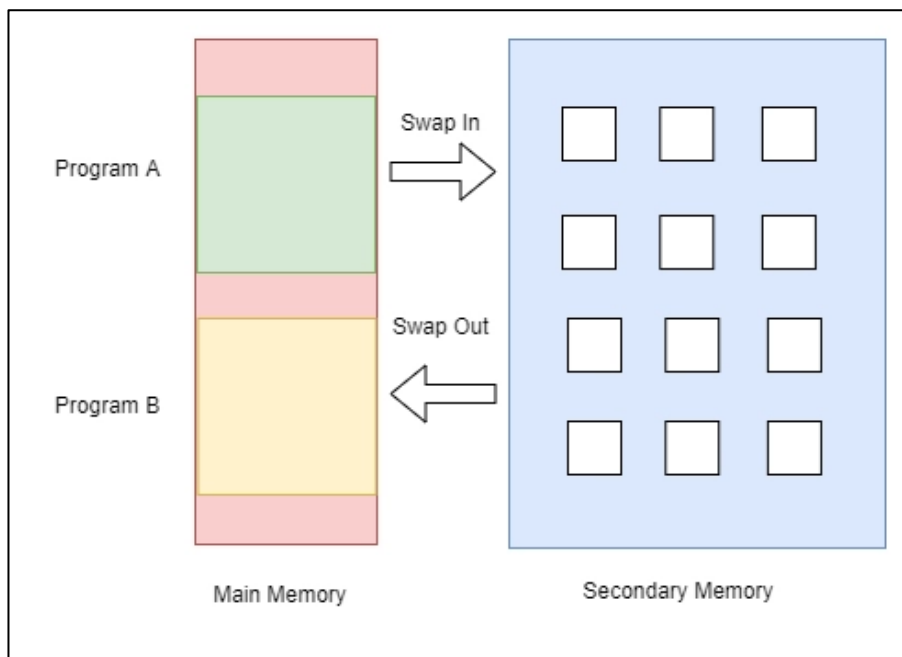 Swap In
Program A
Swap Out
Program B
Main Memory
Secondary Memory